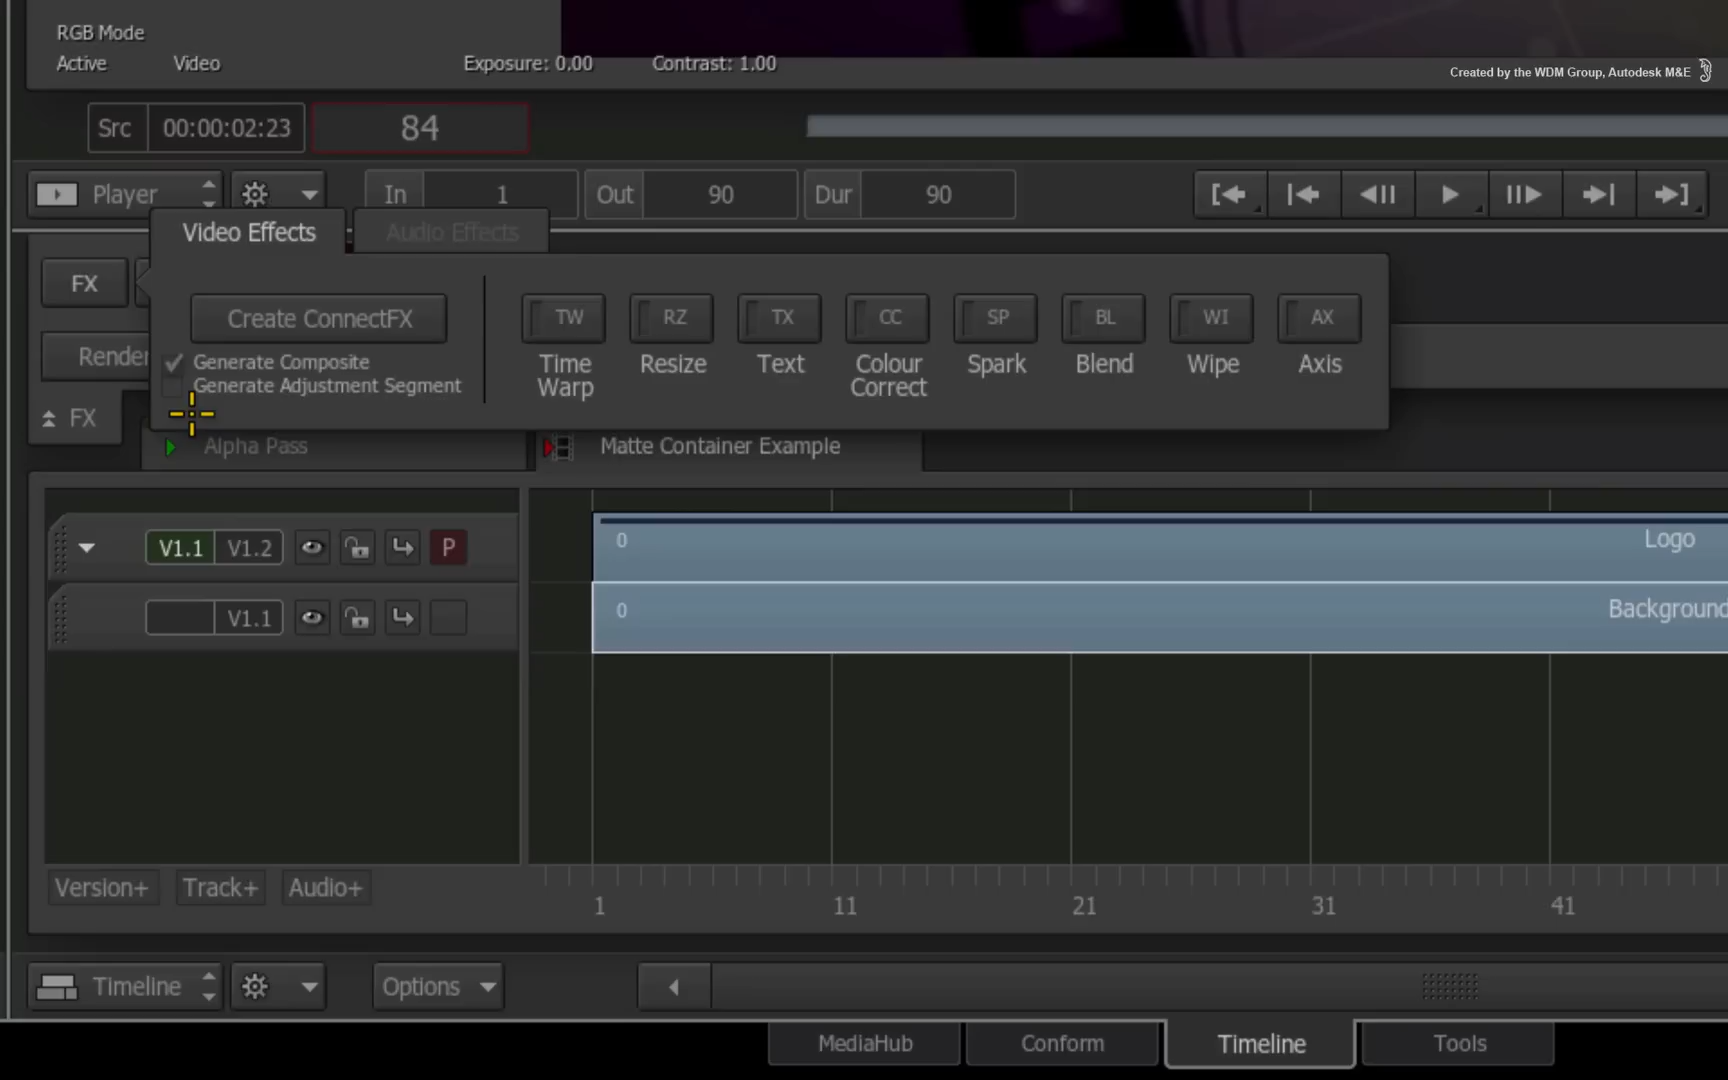 RGB Mode
Active Video Exposure: 0.00 Contrast: 1.00
Created by the WDM Group, Autodesk M&E
Src 00:00:02:23 84
Player In 1 Out 90 Dur 90
Video Effects Audio Effects
FX
Create ConnectFX
TW RZ TX CC SP BL WI AX
Render
Generate Composite
Generate Adjustment Segment
Time Warp
Resize
Text
Colour Correct
Spark
Blend
Wipe
Axis
FX
Alpha Pass Matte Container Example
V1.1 V1.2 P 0 Logo
V1.1 0 Background
Version+ Track+ Audio+
1 11 21 31 41
Timeline Options
MediaHub Conform Timeline Tools